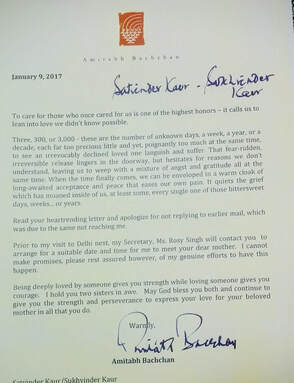 Amitabh Bachchan
January 9, 2017
Satinder Kaur - Sukhvinder
Kaur
To care for those who once cared for us is one of the highest honors – it calls us to
lean into love we didn't know possible.
Three, 300, or 3,000 - these are the number of unknown days, a week, a year, or a
decade, each far too precious little and yet, poignantly too much at the same time,
to see an irrevocably declined loved one languish and suffer. That fear-ridden,
irreversible release lingers in the doorway, but hesitates for reasons we don't
understand, leaving us to weep with a mixture of angst and gratitude all at the
same time. When the time finally comes, we can be enveloped in a warm cloak of
long-awaited acceptance and peace that eases our own pain. It quiets the grief
which has moaned inside of us, at least some, every single one of those bittersweet
days, weeks... or years.
Read your heartrending letter and apologize for not replying to earlier mail, which
was due to the same not reaching me.
Prior to my visit to Delhi next, my Secretary, Ms. Rosy Singh will contact you to
arrange for a suitable date and time for me to meet your dear mother. I cannot
make promises, please rest assured however, of my genuine efforts to have this
happen.
Being deeply loved by someone gives you strength while loving someone gives you
courage. I hold you two sisters in awe. May God bless you both and continue to
give you the strength and perseverance to express your love for your beloved
mother in all that you do.
Warmly,
Amitabh Bachchan
Amitabh Bachchan
Satinder Kaur /Sukhvinder Kaur